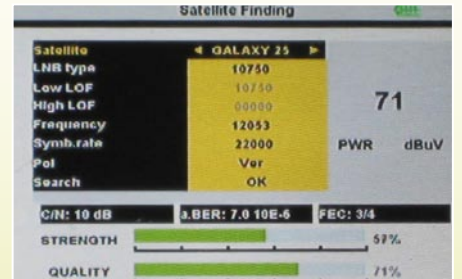 Satellite Finding
Satellite ◄ GALAXY 25 ►
LNB type 10750
Low LOF 10750
High LOF 00000
Frequency 12053
Symb.rate 22000
Pol Ver
Search OK
71
PWR dBuV
C/N: 10 dB a.BER: 7.0 10E-6 FEC: 3/4
STRENGTH 57%
QUALITY 71%